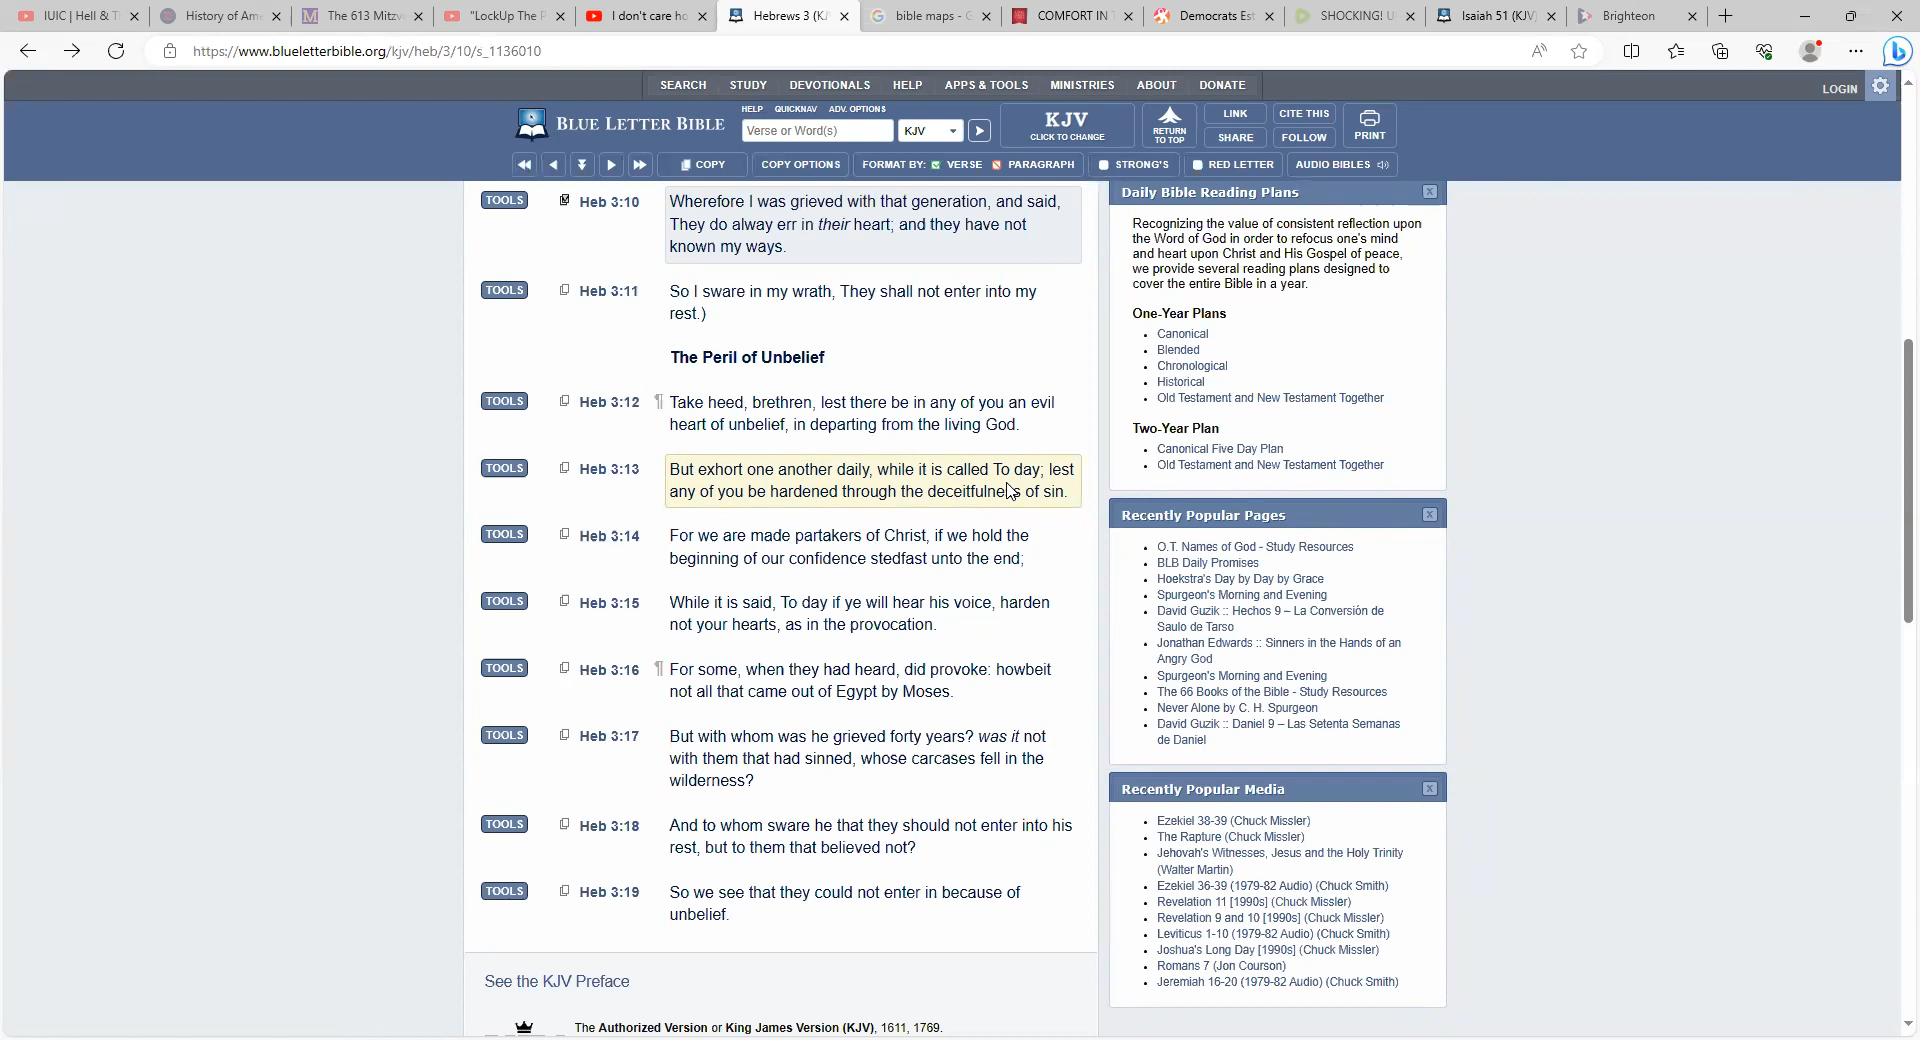 IUIC | Hell & T
History of Am
The 613 Mitzv
"LockUp The P
I don't care ho
Hebrews 3 (KJ
bible maps - G
COMFORT IN T
Democrats Est
SHOCKING! U
Isaiah 51 (KJV
Brighteon
https://www.blueletterbible.org/kjv/heb/3/10/s_1136010
SEARCH STUDY DEVOTIONALS HELP APPS & TOOLS MINISTRIES ABOUT DONATE
LOGIN
BLUE LETTER BIBLE
HELP QUICKNAV ADV. OPTIONS
Verse or Word(s) KJV
KJV
CLICK TO CHANGE
RETURN
TO TOP
LINK CITE THIS
SHARE FOLLOW
PRINT
COPY COPY OPTIONS FORMAT BY: VERSE PARAGRAPH STRONG'S RED LETTER AUDIO BIBLES
TOOLS Heb 3:10 Wherefore I was grieved with that generation, and said,
They do alway err in their heart; and they have not
known my ways.
TOOLS Heb 3:11 So I sware in my wrath, They shall not enter into my
rest.)
The Peril of Unbelief
TOOLS Heb 3:12 ¶ Take heed, brethren, lest there be in any of you an evil
heart of unbelief, in departing from the living God.
TOOLS Heb 3:13 But exhort one another daily, while it is called To day; lest
any of you be hardened through the deceitfulness of sin.
TOOLS Heb 3:14 For we are made partakers of Christ, if we hold the
beginning of our confidence stedfast unto the end;
TOOLS Heb 3:15 While it is said, To day if ye will hear his voice, harden
not your hearts, as in the provocation.
TOOLS Heb 3:16 ¶ For some, when they had heard, did provoke: howbeit
not all that came out of Egypt by Moses.
TOOLS Heb 3:17 But with whom was he grieved forty years? was it not
with them that had sinned, whose carcases fell in the
wilderness?
TOOLS Heb 3:18 And to whom sware he that they should not enter into his
rest, but to them that believed not?
TOOLS Heb 3:19 So we see that they could not enter in because of
unbelief.
See the KJV Preface
The Authorized Version or King James Version (KJV), 1611, 1769.
Daily Bible Reading Plans
Recognizing the value of consistent reflection upon
the Word of God in order to refocus one's mind
and heart upon Christ and His Gospel of peace,
we provide several reading plans designed to
cover the entire Bible in a year.
One-Year Plans
Canonical
Blended
Chronological
Historical
Old Testament and New Testament Together
Two-Year Plan
Canonical Five Day Plan
Old Testament and New Testament Together
Recently Popular Pages
O.T. Names of God - Study Resources
BLB Daily Promises
Hoekstra's Day by Day by Grace
Spurgeon's Morning and Evening
David Guzik :: Hechos 9 – La Conversión de
Saulo de Tarso
Jonathan Edwards :: Sinners in the Hands of an
Angry God
Spurgeon's Morning and Evening
The 66 Books of the Bible - Study Resources
Never Alone by C. H. Spurgeon
David Guzik :: Daniel 9 – Las Setenta Semanas
de Daniel
Recently Popular Media
Ezekiel 38-39 (Chuck Missler)
The Rapture (Chuck Missler)
Jehovah's Witnesses, Jesus and the Holy Trinity
(Walter Martin)
Ezekiel 36-39 (1979-82 Audio) (Chuck Smith)
Revelation 11 [1990s] (Chuck Missler)
Revelation 9 and 10 [1990s] (Chuck Missler)
Leviticus 1-10 (1979-82 Audio) (Chuck Smith)
Joshua's Long Day [1990s] (Chuck Missler)
Romans 7 (Jon Courson)
Jeremiah 16-20 (1979-82 Audio) (Chuck Smith)